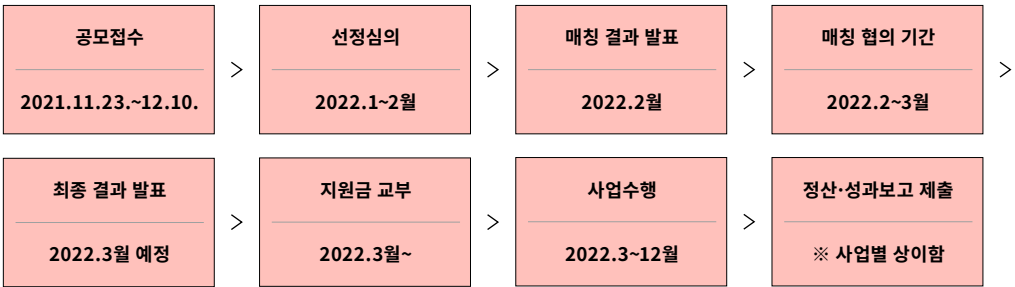 공모접수
2021.11.23.~12.10.
>
선정심의
2022.1~2월
>
매칭 결과 발표
2022.2월
>
매칭 협의 기간
2022.2~3월
>
최종 결과 발표
2022.3월 예정
>
지원금 교부
2022.3월~
>
사업수행
2022.3~12월
>
정산·성과보고 제출
※ 사업별 상이함